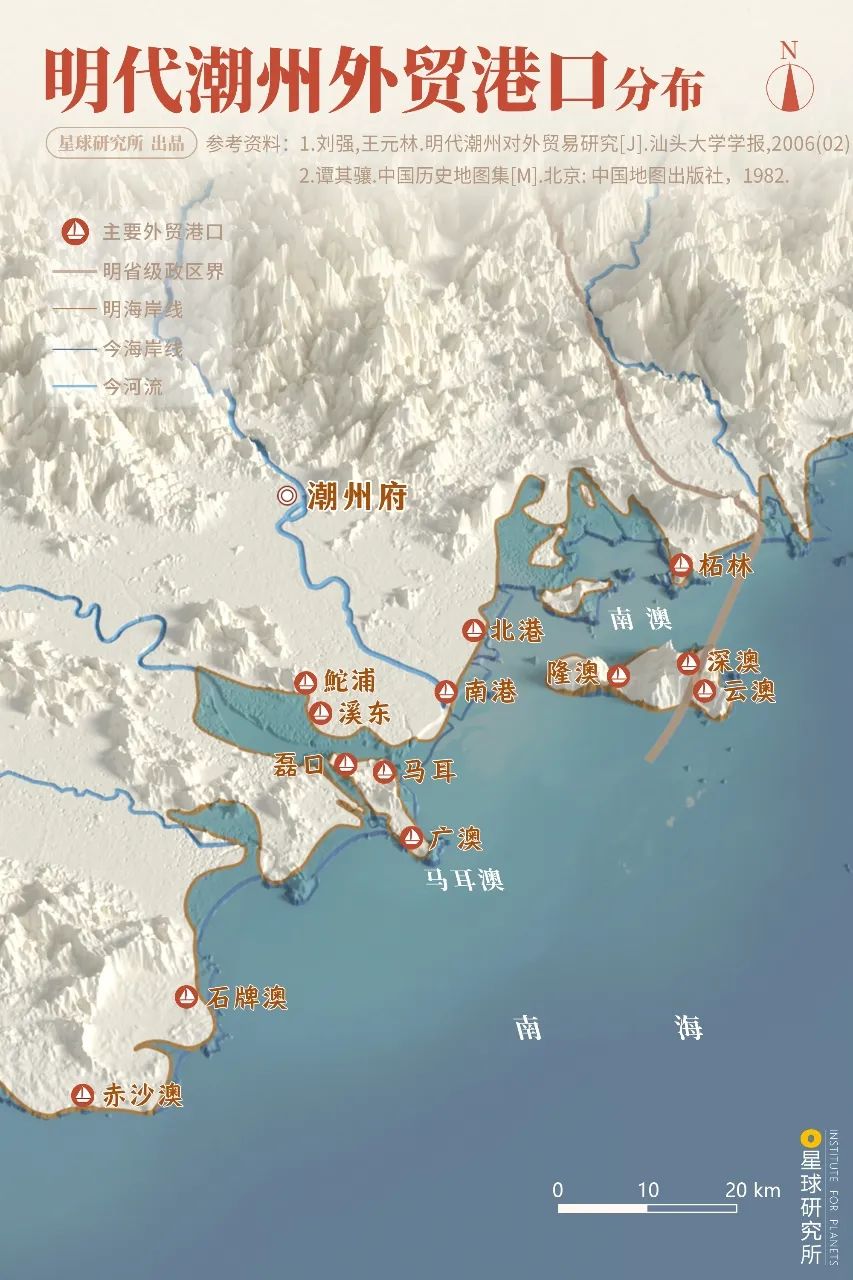 明代潮州外贸港口分布
N
星球研究所 出品
参考资料：1.刘强,王元林.明代潮州对外贸易研究[J].汕头大学学报,2006(02)
2.谭其骧.中国历史地图集[M].北京：中国地图出版社，1982.
主要外贸港口
明省级政区界
明海岸线
今海岸线
今河流
潮州府
柘林
南澳
北港
隆澳
深澳
云澳
鮀浦
南港
溪东
磊口
马耳
广澳
马耳澳
石牌澳
南海
赤沙澳
0 10 20 km
星球研究所
INSTITUTE FOR PLANETS